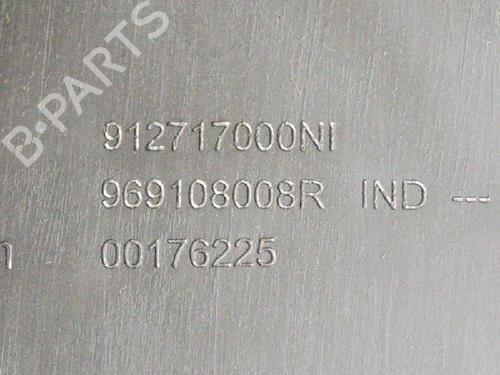 B·PARTS
912717000NI
969108008R IND ---
n 00176225